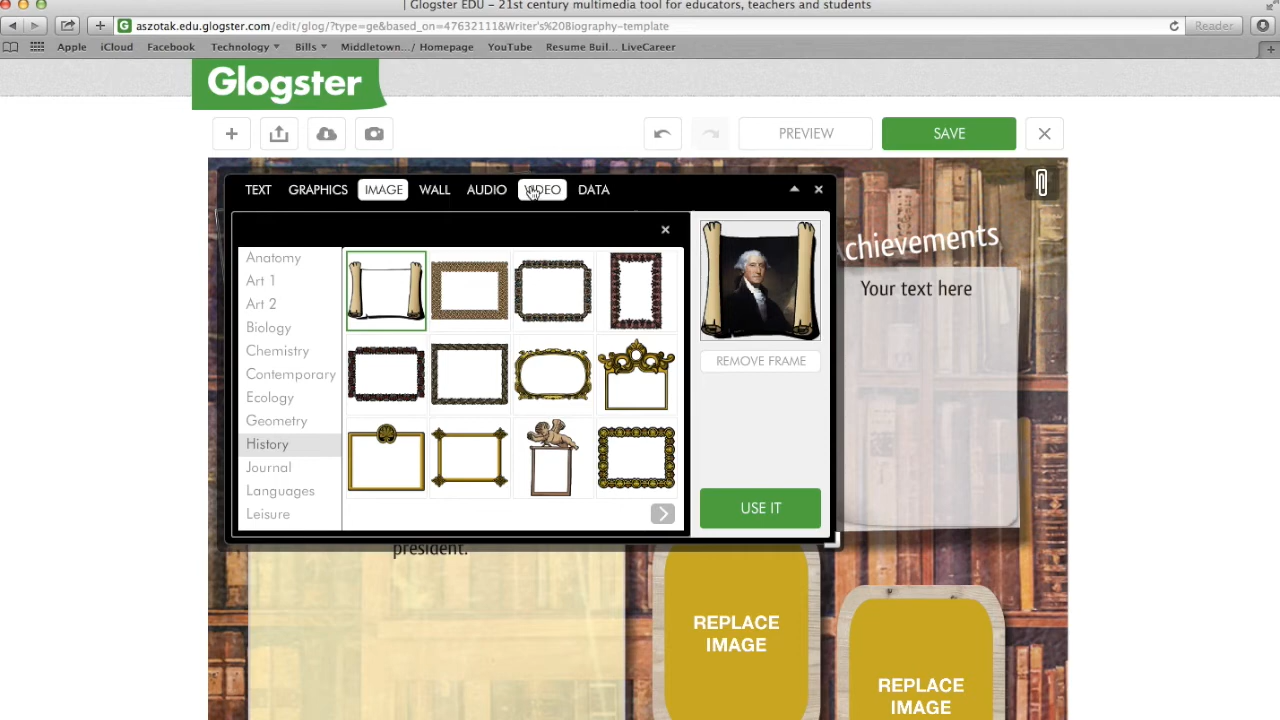 Glogster EDU – 21st century multimedia tool for educators, teachers and students
aszotak.edu.glogster.com/edit/glog/?type=ge&based_on=47632111&Writer's%20Biography-template
Reader
Apple iCloud Facebook Technology Bills Middletown.../ Homepage YouTube Resume Buil... LiveCareer
Glogster
PREVIEW
SAVE
TEXT GRAPHICS IMAGE WALL AUDIO VIDEO DATA
Anatomy
Art 1
Art 2
Biology
Chemistry
Contemporary
Ecology
Geometry
History
Journal
Languages
Leisure
REMOVE FRAME
USE IT
chievements
Your text here
president.
REPLACE
IMAGE
REPLACE
IMAGE